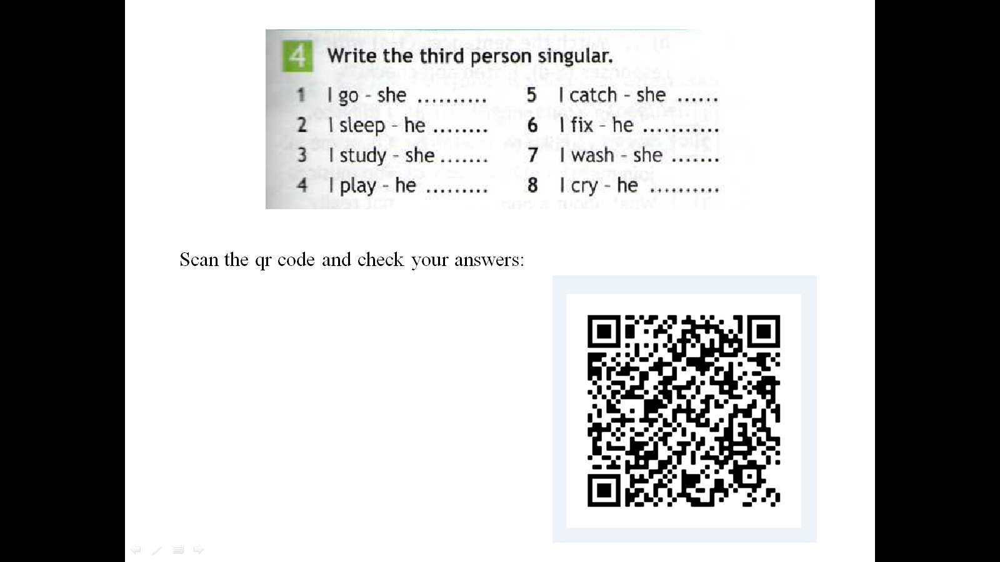 4 Write the third person singular.
1 I go - she ..........
2 I sleep - he ........
3 I study - she .......
4 I play - he .........
5 I catch - she ......
6 I fix - he ...........
7 I wash - she .......
8 I cry - he ..........
Scan the qr code and check your answers: